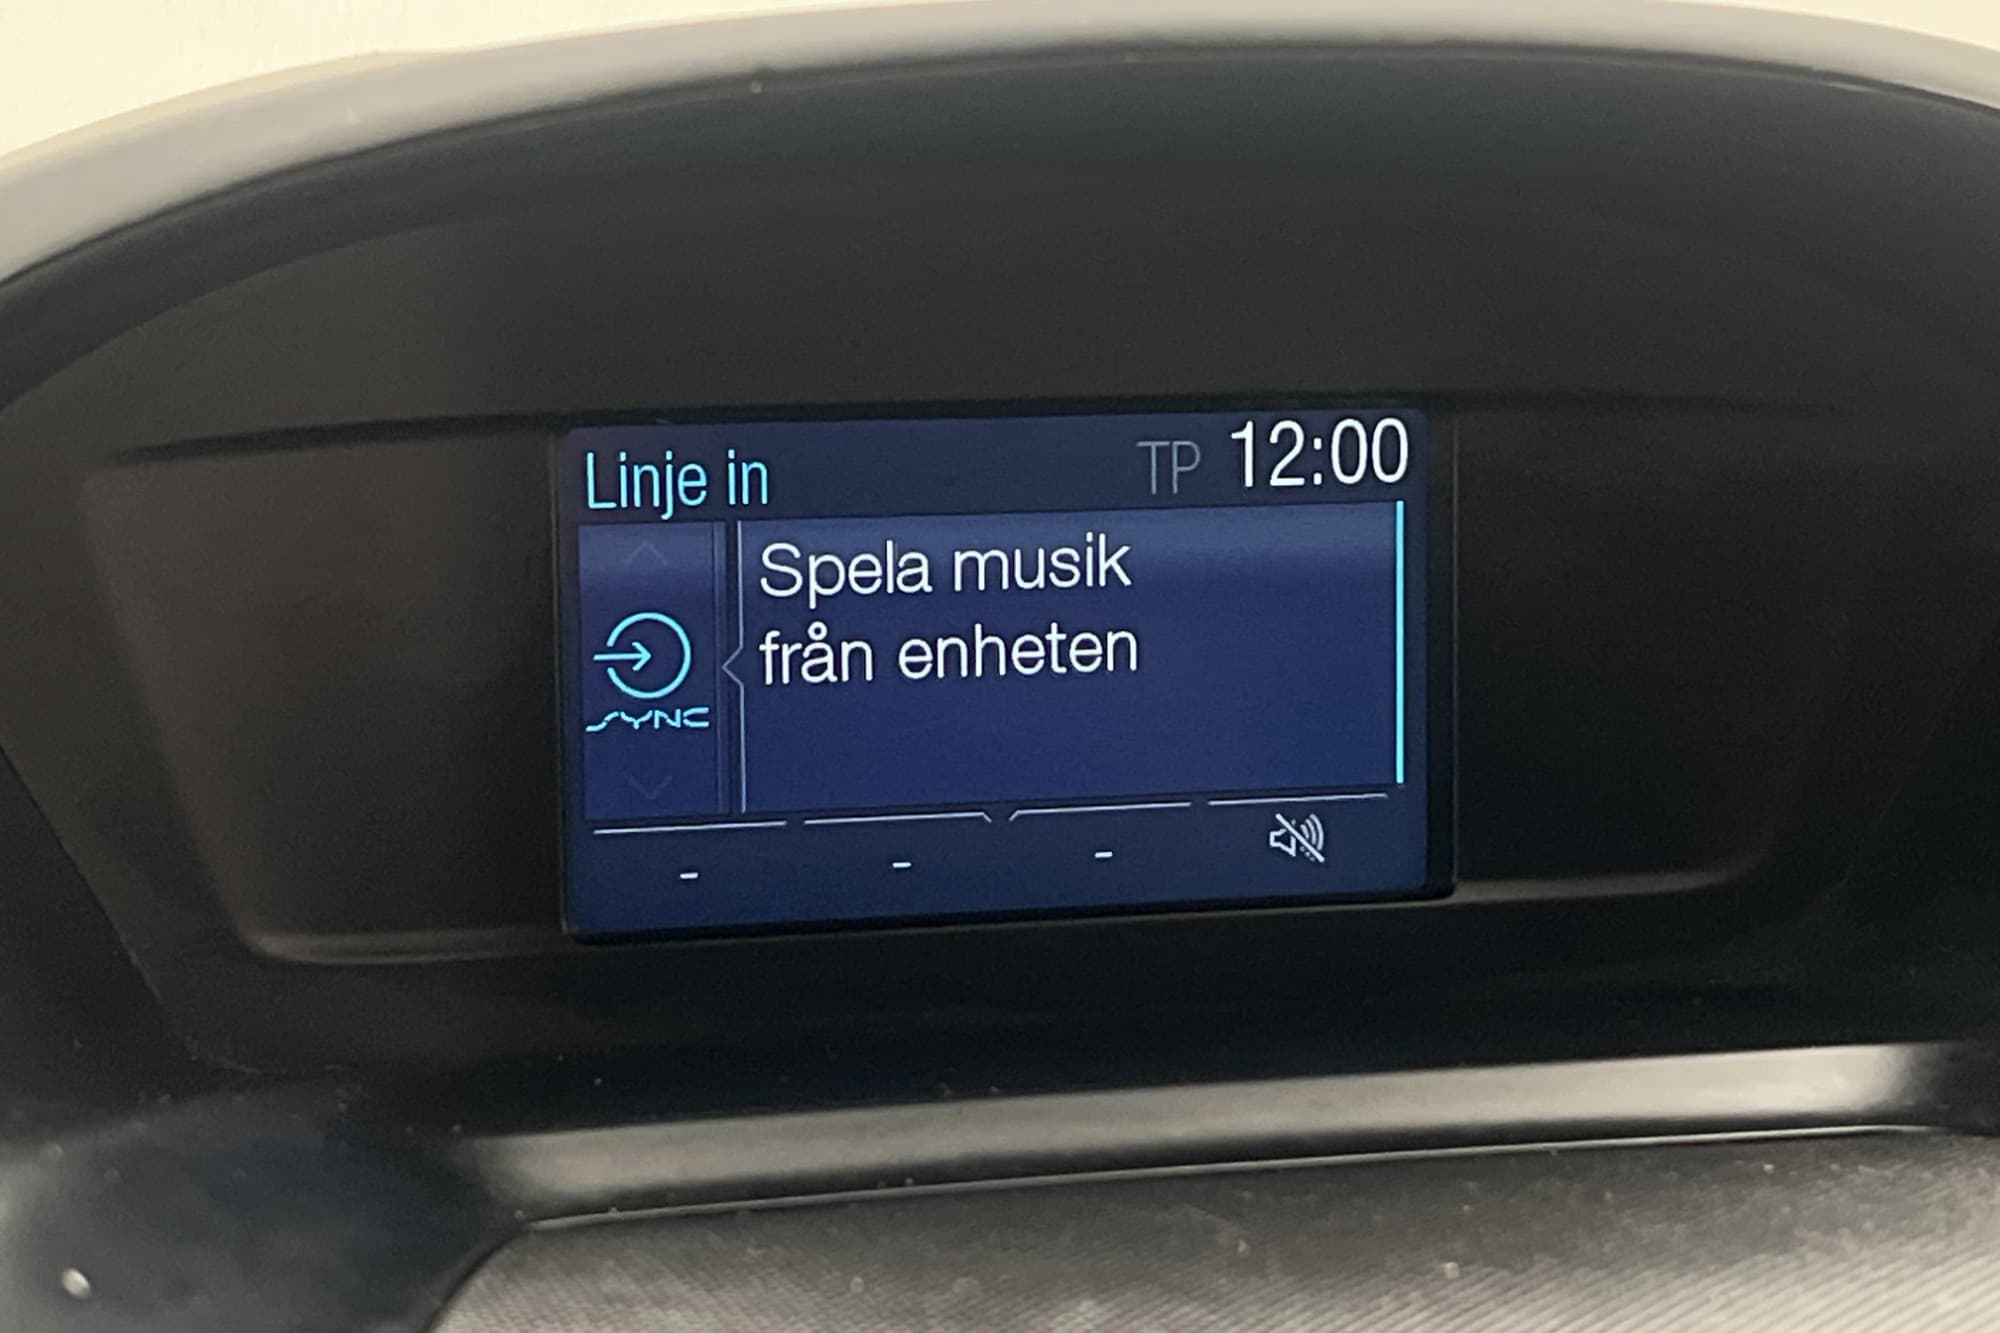 Linje in
TP 12:00
Spela musik
från enheten
SYNC
- - -